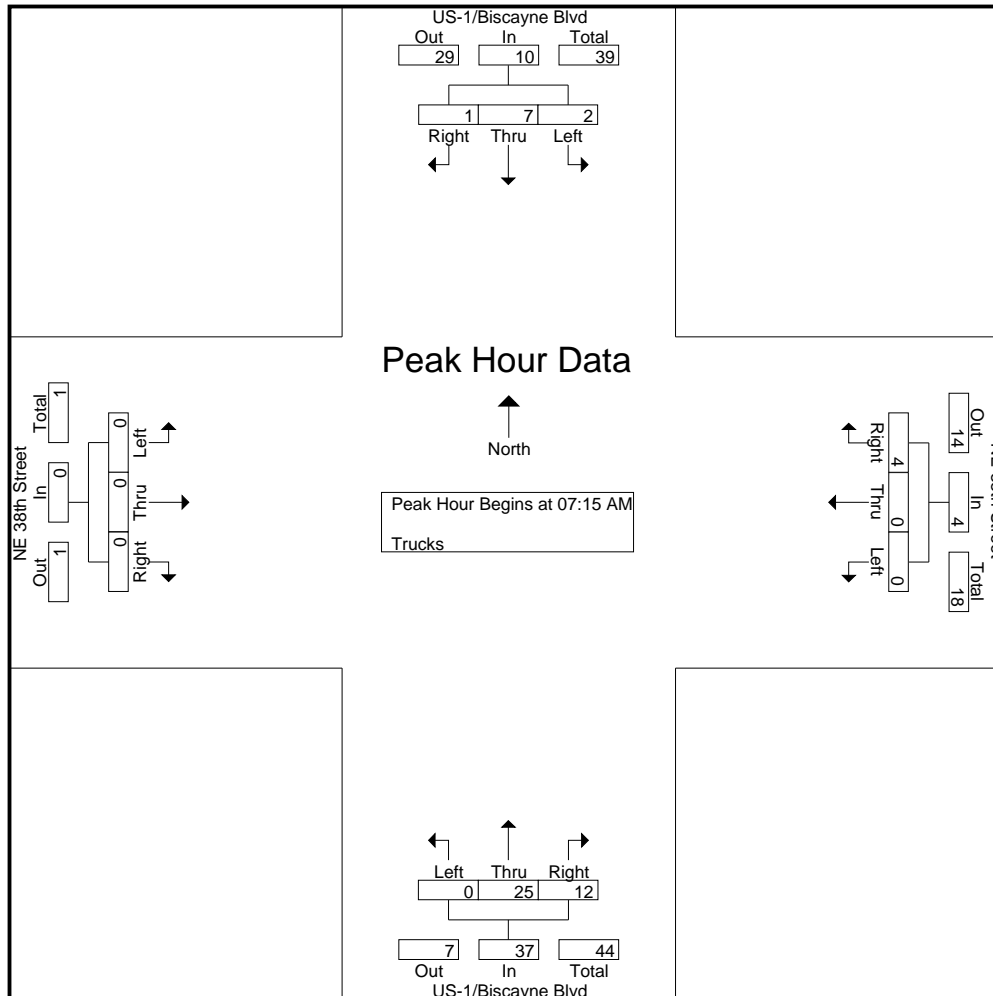 US-1/Biscayne Blvd
Out In Total
29 10 39
1 7 2
Right Thru Left
Peak Hour Data
North
Peak Hour Begins at 07:15 AM
Trucks
NE 38th Street
Total In Out
1 0 1
0 0 0
Left Thru Right
Right Thru Left
4 0 0
Out In Total
14 4 18
Left Thru Right
0 25 12
7 37 44
Out In Total
US-1/Biscayne Blvd